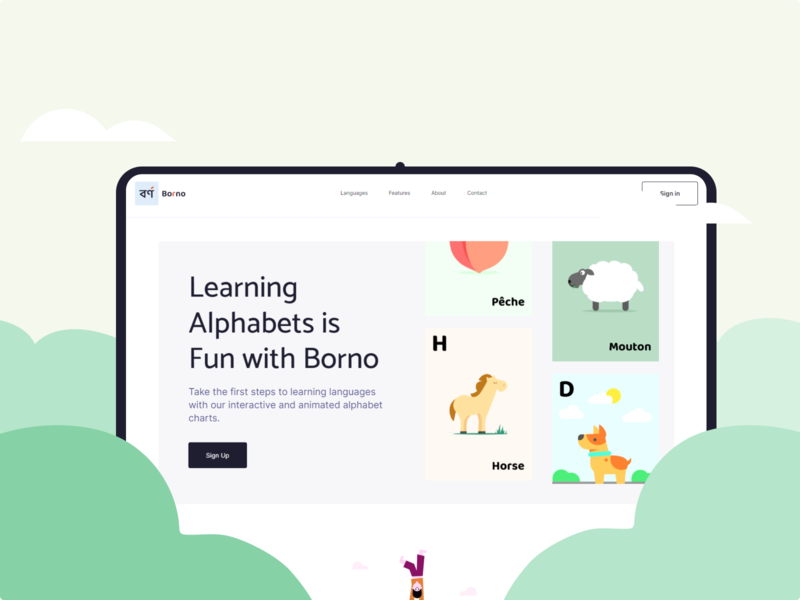 বর্ণ Borno
Languages Features About Contact
Sign in
Learning
Alphabets is
Fun with Borno
Take the first steps to learning languages
with our interactive and animated alphabet
charts.
Sign Up
Pêche
Mouton
H
Horse
D